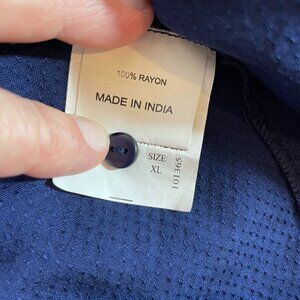 100% RAYON
MADE IN INDIA
SIZE
XL
101365